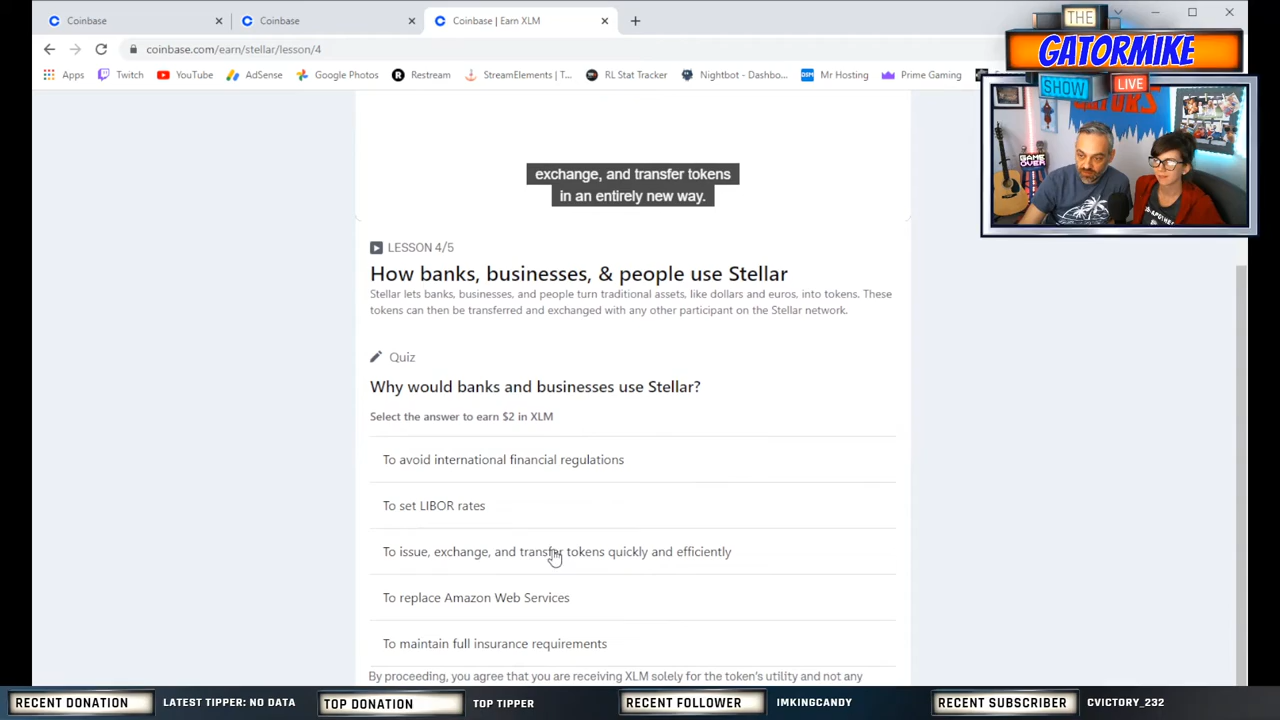 Coinbase
Coinbase
Coinbase | Earn XLM
coinbase.com/earn/stellar/lesson/4
Apps
Twitch
YouTube
AdSense
Google Photos
Restream
StreamElements | T...
RL Stat Tracker
Nightbot - Dashbo...
Mr Hosting
Prime Gaming
THE
GATORMIKE
SHOW
LIVE
GAME
OVER
exchange, and transfer tokens
in an entirely new way.
LESSON 4/5
How banks, businesses, & people use Stellar
Stellar lets banks, businesses, and people turn traditional assets, like dollars and euros, into tokens. These
tokens can then be transferred and exchanged with any other participant on the Stellar network.
Quiz
Why would banks and businesses use Stellar?
Select the answer to earn $2 in XLM
To avoid international financial regulations
To set LIBOR rates
To issue, exchange, and transfer tokens quickly and efficiently
To replace Amazon Web Services
To maintain full insurance requirements
By proceeding, you agree that you are receiving XLM solely for the token's utility and not any
RECENT DONATION
LATEST TIPPER: NO DATA
TOP DONATION
TOP TIPPER
RECENT FOLLOWER
IMKINGCANDY
RECENT SUBSCRIBER
CVICTORY_232